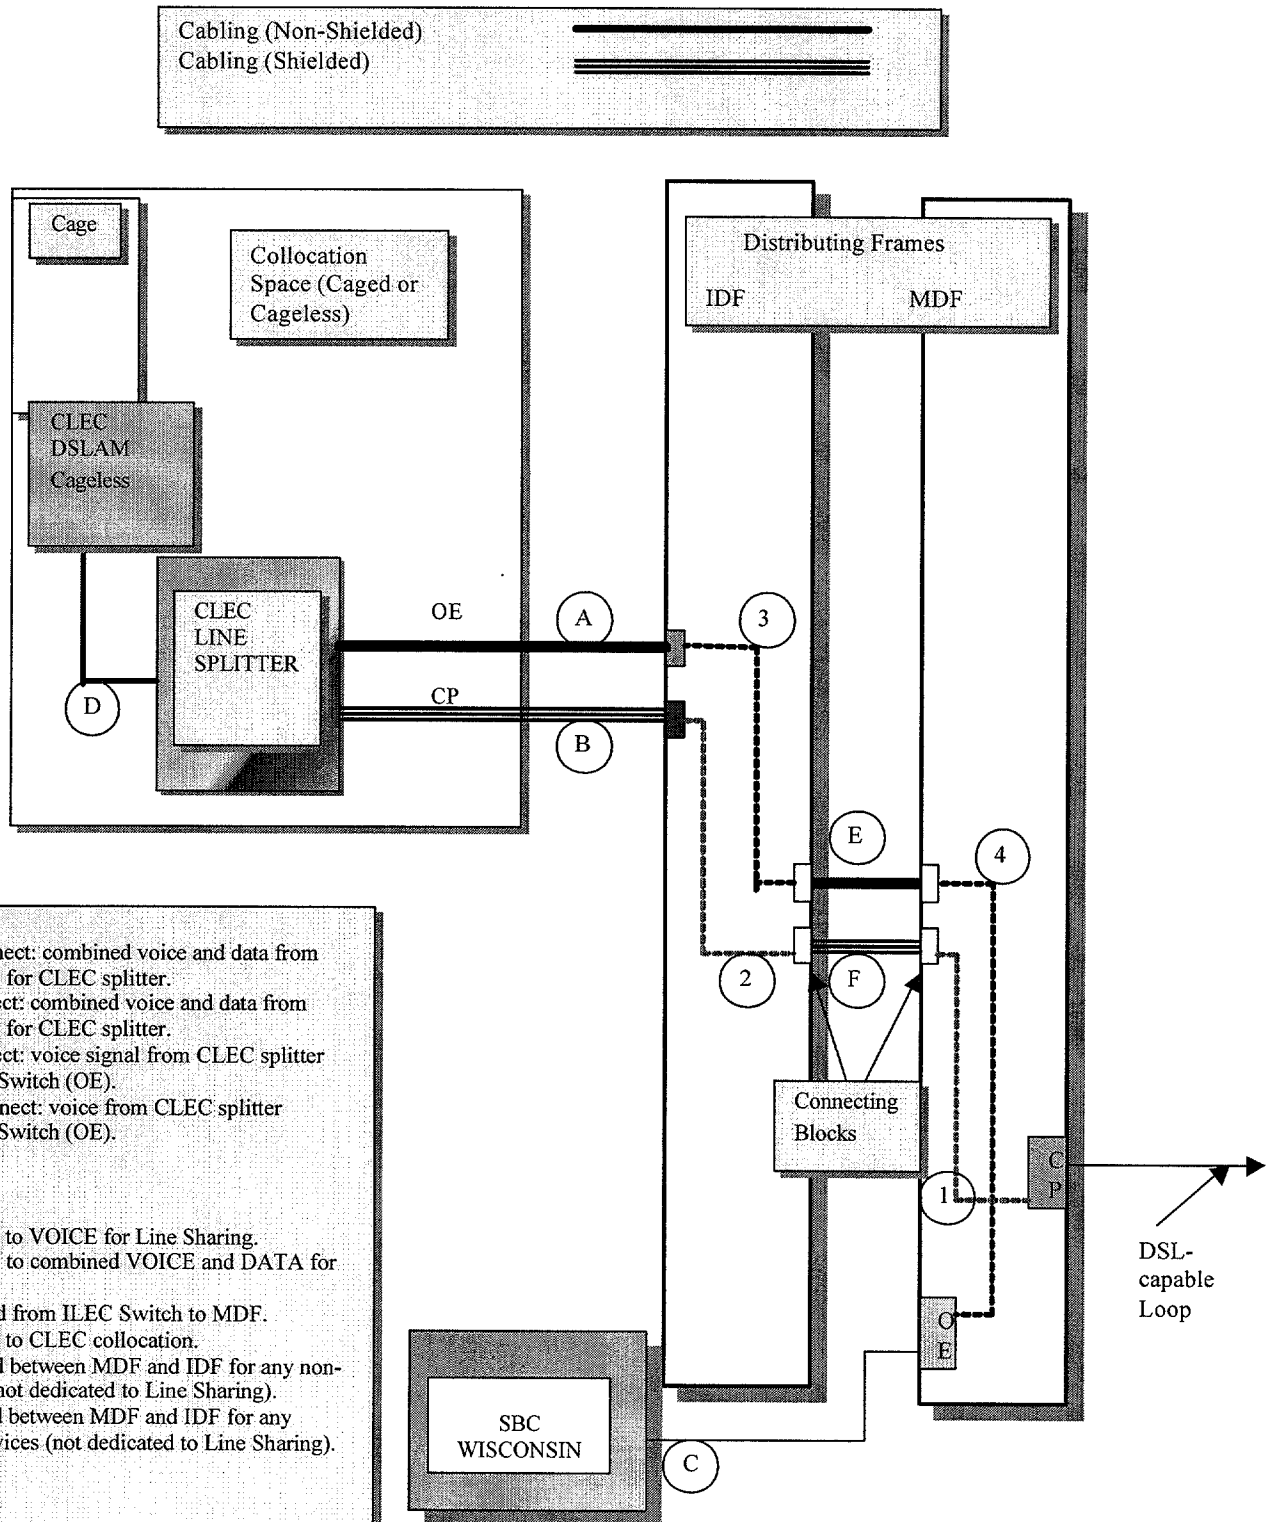 Cabling (Non-Shielded)
Cabling (Shielded)
Cage
Collocation
Space (Caged or
Cageless)
Distributing Frames
IDF MDF
CLEC
DSLAM
Cageless
CLEC
LINE
SPLITTER
OE
A
3
D
CP
B
E
4
2
F
Connecting
Blocks
C
P
1
DSL-
capable
Loop
O
E
nect: combined voice and data from
for CLEC splitter.
ect: combined voice and data from
for CLEC splitter.
ect: voice signal from CLEC splitter
Switch (OE).
nnect: voice from CLEC splitter
Switch (OE).
to VOICE for Line Sharing.
to combined VOICE and DATA for
d from ILEC Switch to MDF.
to CLEC collocation.
l between MDF and IDF for any non-
not dedicated to Line Sharing).
l between MDF and IDF for any
vices (not dedicated to Line Sharing).
SBC
WISCONSIN
C